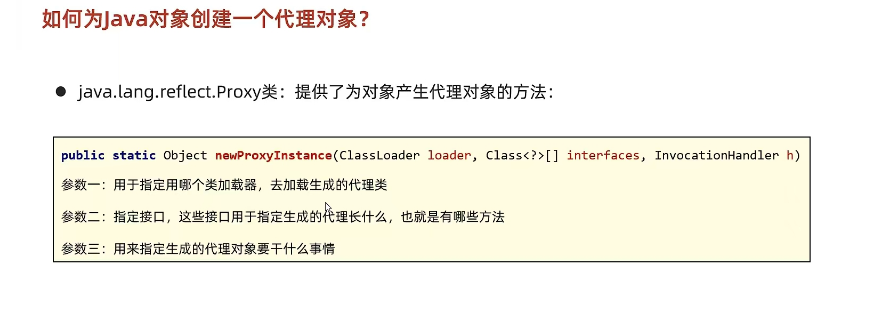 如何为Java对象创建一个代理对象？
● java.lang.reflect.Proxy类：提供了为对象产生代理对象的方法：
public static Object newProxyInstance(ClassLoader loader, Class<?>[] interfaces, InvocationHandler h)
参数一：用于指定用哪个类加载器，去加载生成的代理类
参数二：指定接口，这些接口用于指定生成的代理长什么，也就是有哪些方法
参数三：用来指定生成的代理对象要干什么事情